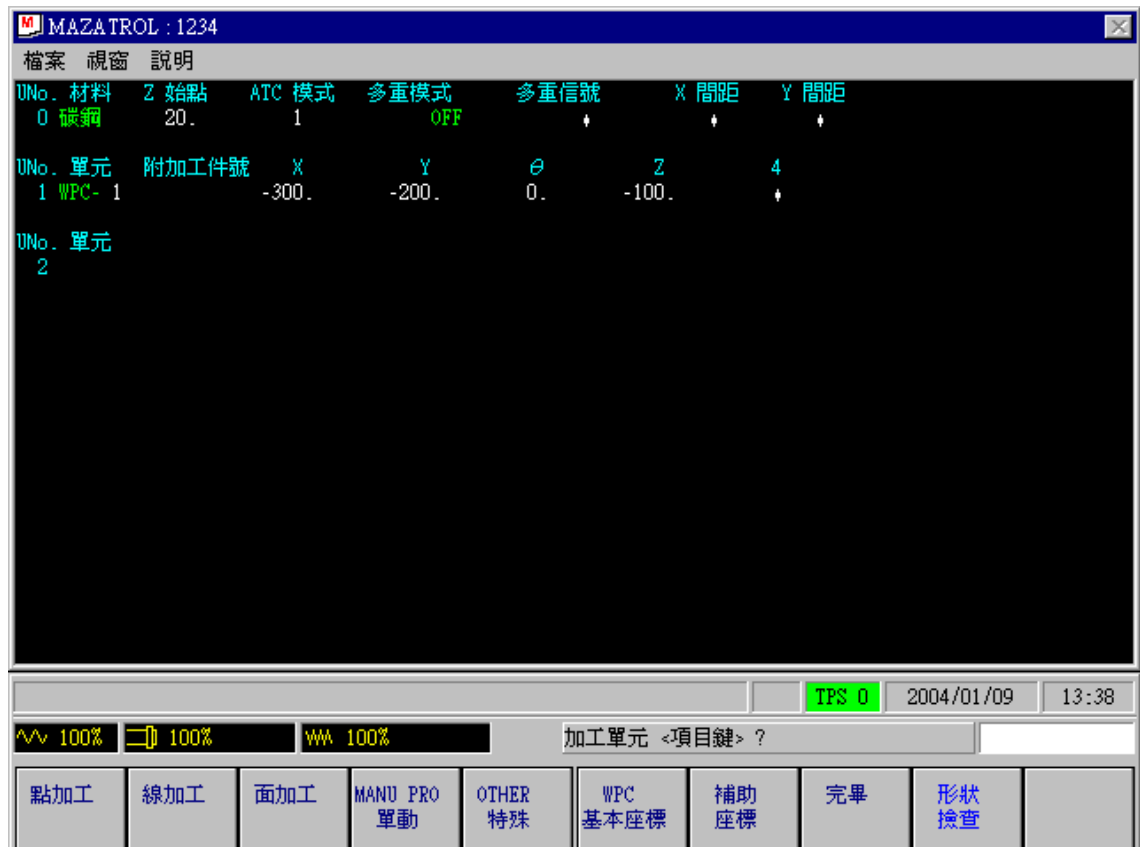 MAZATROL : 1234
檔案 視窗 說明
UNo. 材料 Z 始點 ATC 模式 多重模式 多重信號 X 間距 Y 間距
0 碳鋼 20. 1 OFF ♦ ♦ ♦
UNo. 單元 附加工件號 X Y θ Z 4
1 WPC- 1 -300. -200. 0. -100. ♦
UNo. 單元
2
TPS 0 2004/01/09 13:38
100% 100% 100% 加工單元 <項目鍵> ?
點加工 線加工 面加工 MANU PRO OTHER WPC 補助 完畢 形狀
單動 特殊 基本座標 座標 撿查